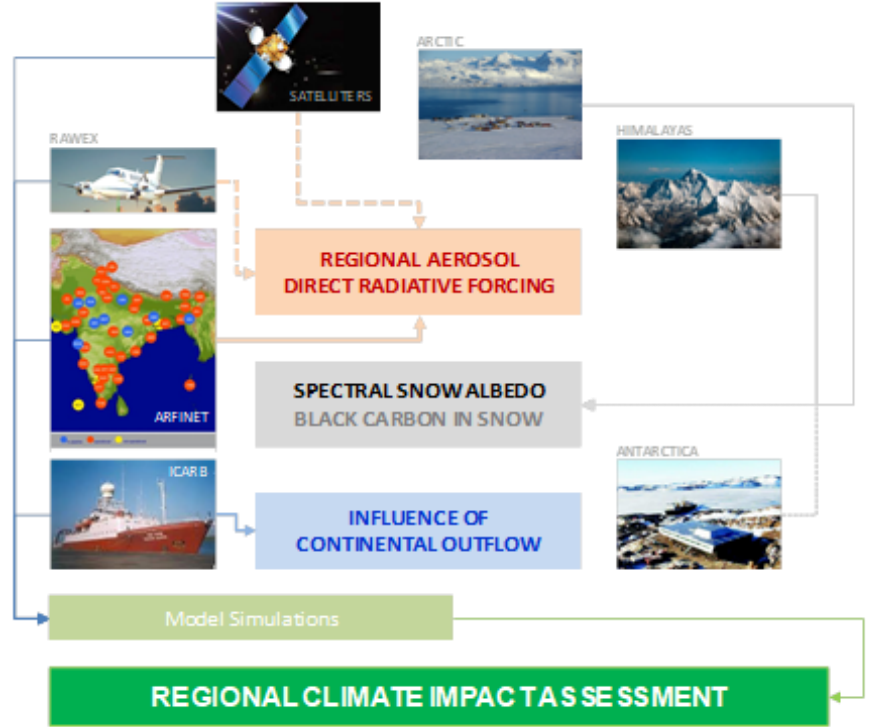 SATELLITERS
ARCTIC
RAWEX
HIMALAYAS
REGIONAL AEROSOL
DIRECT RADIATIVE FORCING
SPECTRAL SNOW ALBEDO
BLACK CARBON IN SNOW
ARFINET
ANTARCTICA
ICARB
INFLUENCE OF
CONTINENTAL OUTFLOW
Model Simulations
REGIONAL CLIMATE IMPACT ASSESSMENT